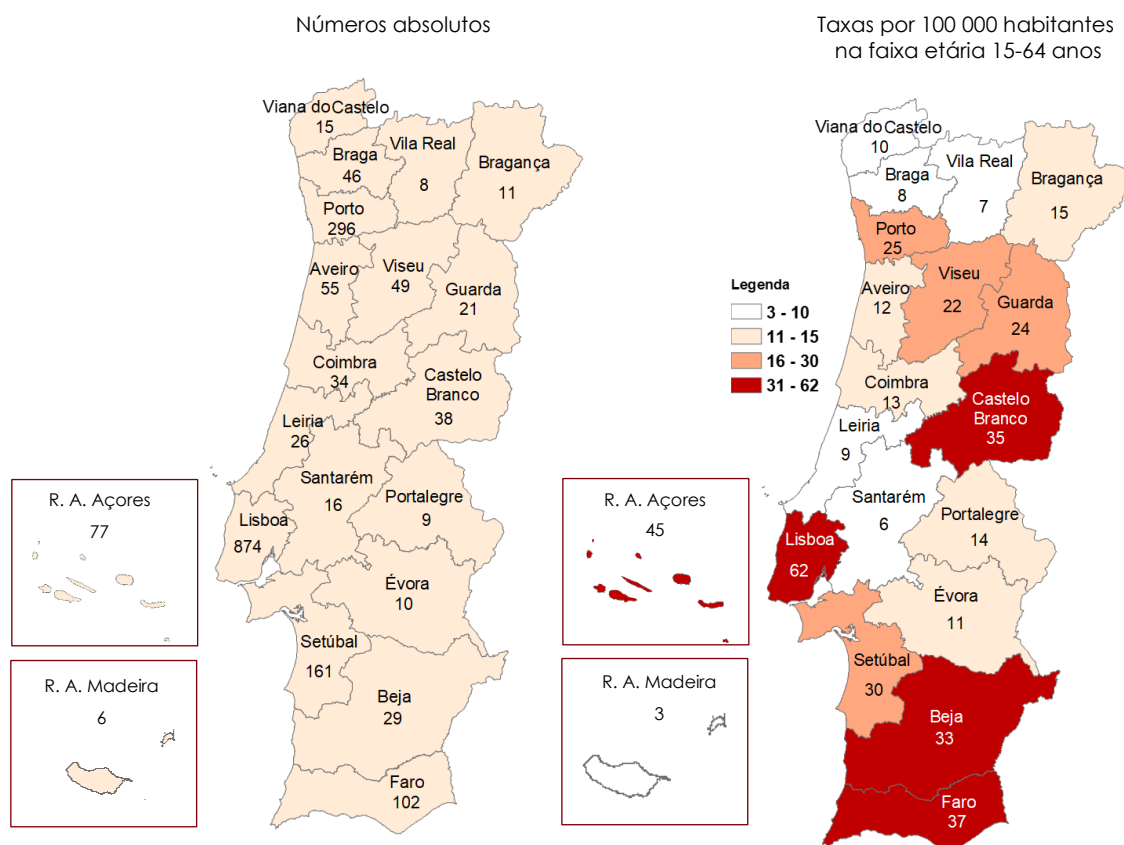 Números absolutos
Viana do Castelo
15
Braga
46
Vila Real
8
Bragança
11
Porto
296
Aveiro
55
Viseu
49
Guarda
21
Coimbra
34
Castelo
Branco
38
Leiria
26
Santarém
16
Portalegre
9
Lisboa
874
Évora
10
Setúbal
161
Beja
29
Faro
102
R. A. Açores
77
R. A. Madeira
6
Taxas por 100 000 habitantes
na faixa etária 15-64 anos
Viana do Castelo
10
Braga
8
Vila Real
7
Bragança
15
Porto
25
Aveiro
12
Viseu
22
Guarda
24
Coimbra
13
Castelo
Branco
35
Leiria
9
Santarém
6
Portalegre
14
Lisboa
62
Évora
11
Setúbal
30
Beja
33
Faro
37
Legenda
3 - 10
11 - 15
16 - 30
31 - 62
R. A. Açores
45
R. A. Madeira
3